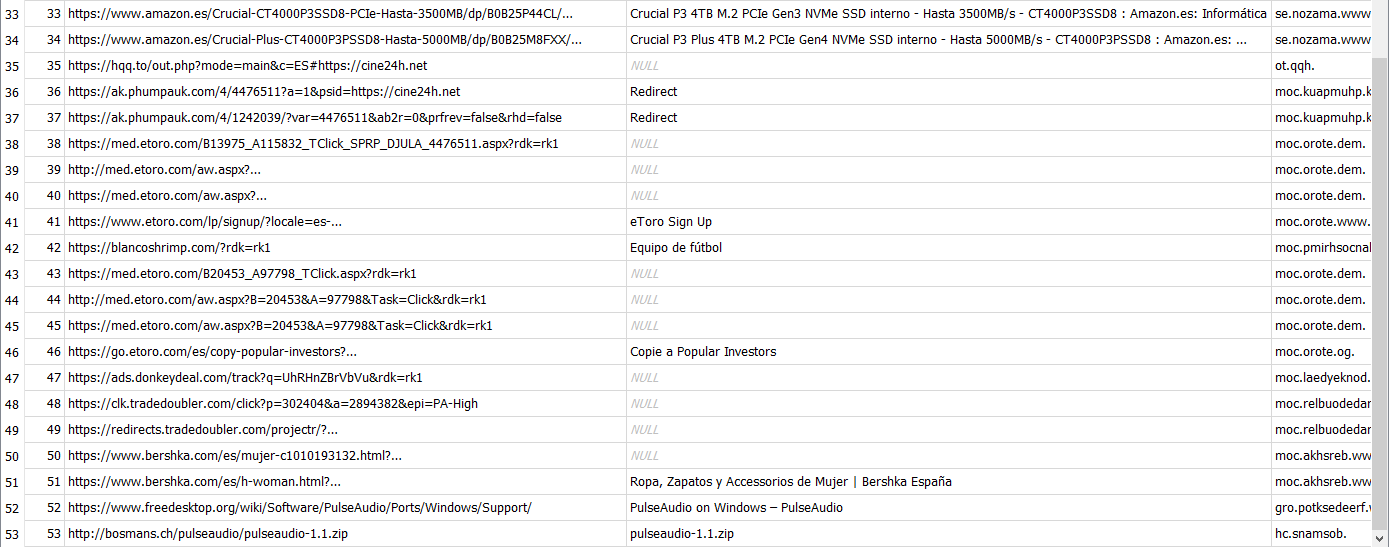 33 33 https://www.amazon.es/Crucial-CT4000P3SSD8-PCIe-Hasta-3500MB/dp/B0B25P44CL/... Crucial P3 4TB M.2 PCIe Gen3 NVMe SSD interno - Hasta 3500MB/s - CT4000P3SSD8 : Amazon.es: Informática se.nozama.www
34 34 https://www.amazon.es/Crucial-Plus-CT4000P3PSSD8-Hasta-5000MB/dp/B0B25M8FXX/... Crucial P3 Plus 4TB M.2 PCIe Gen4 NVMe SSD interno - Hasta 5000MB/s - CT4000P3PSSD8 : Amazon.es: ... se.nozama.www
35 35 https://hqq.to/out.php?mode=main&c=ES#https://cine24h.net NULL ot.qqh.
36 36 https://ak.phumpauk.com/4/4476511?a=1&psid=https://cine24h.net Redirect moc.kuapmuhp.k
37 37 https://ak.phumpauk.com/4/1242039/?var=4476511&ab2r=0&prfrev=false&rhd=false Redirect moc.kuapmuhp.k
38 38 https://med.etoro.com/B13975_A115832_TClick_SPRP_DJULA_4476511.aspx?rdk=rk1 NULL moc.orote.dem.
39 39 http://med.etoro.com/aw.aspx?... NULL moc.orote.dem.
40 40 https://med.etoro.com/aw.aspx?... NULL moc.orote.dem.
41 41 https://www.etoro.com/lp/signup/?locale=es-... eToro Sign Up moc.orote.www.
42 42 https://blancoshrimp.com/?rdk=rk1 Equipo de fútbol moc.pmirhsocnal
43 43 https://med.etoro.com/B20453_A97798_TClick.aspx?rdk=rk1 NULL moc.orote.dem.
44 44 http://med.etoro.com/aw.aspx?B=20453&A=97798&Task=Click&rdk=rk1 NULL moc.orote.dem.
45 45 https://med.etoro.com/aw.aspx?B=20453&A=97798&Task=Click&rdk=rk1 NULL moc.orote.dem.
46 46 https://go.etoro.com/es/copy-popular-investors?... Copie a Popular Investors moc.orote.og.
47 47 https://ads.donkeydeal.com/track?q=UhRHnZBrVbVu&rdk=rk1 NULL moc.laedyeknod.
48 48 https://clk.tradedoubler.com/click?p=302404&a=2894382&epi=PA-High NULL moc.relbuodedar
49 49 https://redirects.tradedoubler.com/projectr/?... NULL moc.relbuodedar
50 50 https://www.bershka.com/es/mujer-c1010193132.html?... NULL moc.akhsreb.ww
51 51 https://www.bershka.com/es/h-woman.html?... Ropa, Zapatos y Accessorios de Mujer | Bershka España moc.akhsreb.ww
52 52 https://www.freedesktop.org/wiki/Software/PulseAudio/Ports/Windows/Support/ PulseAudio on Windows – PulseAudio gro.potksedeerf.w
53 53 http://bosmans.ch/pulseaudio/pulseaudio-1.1.zip pulseaudio-1.1.zip hc.snamsob.